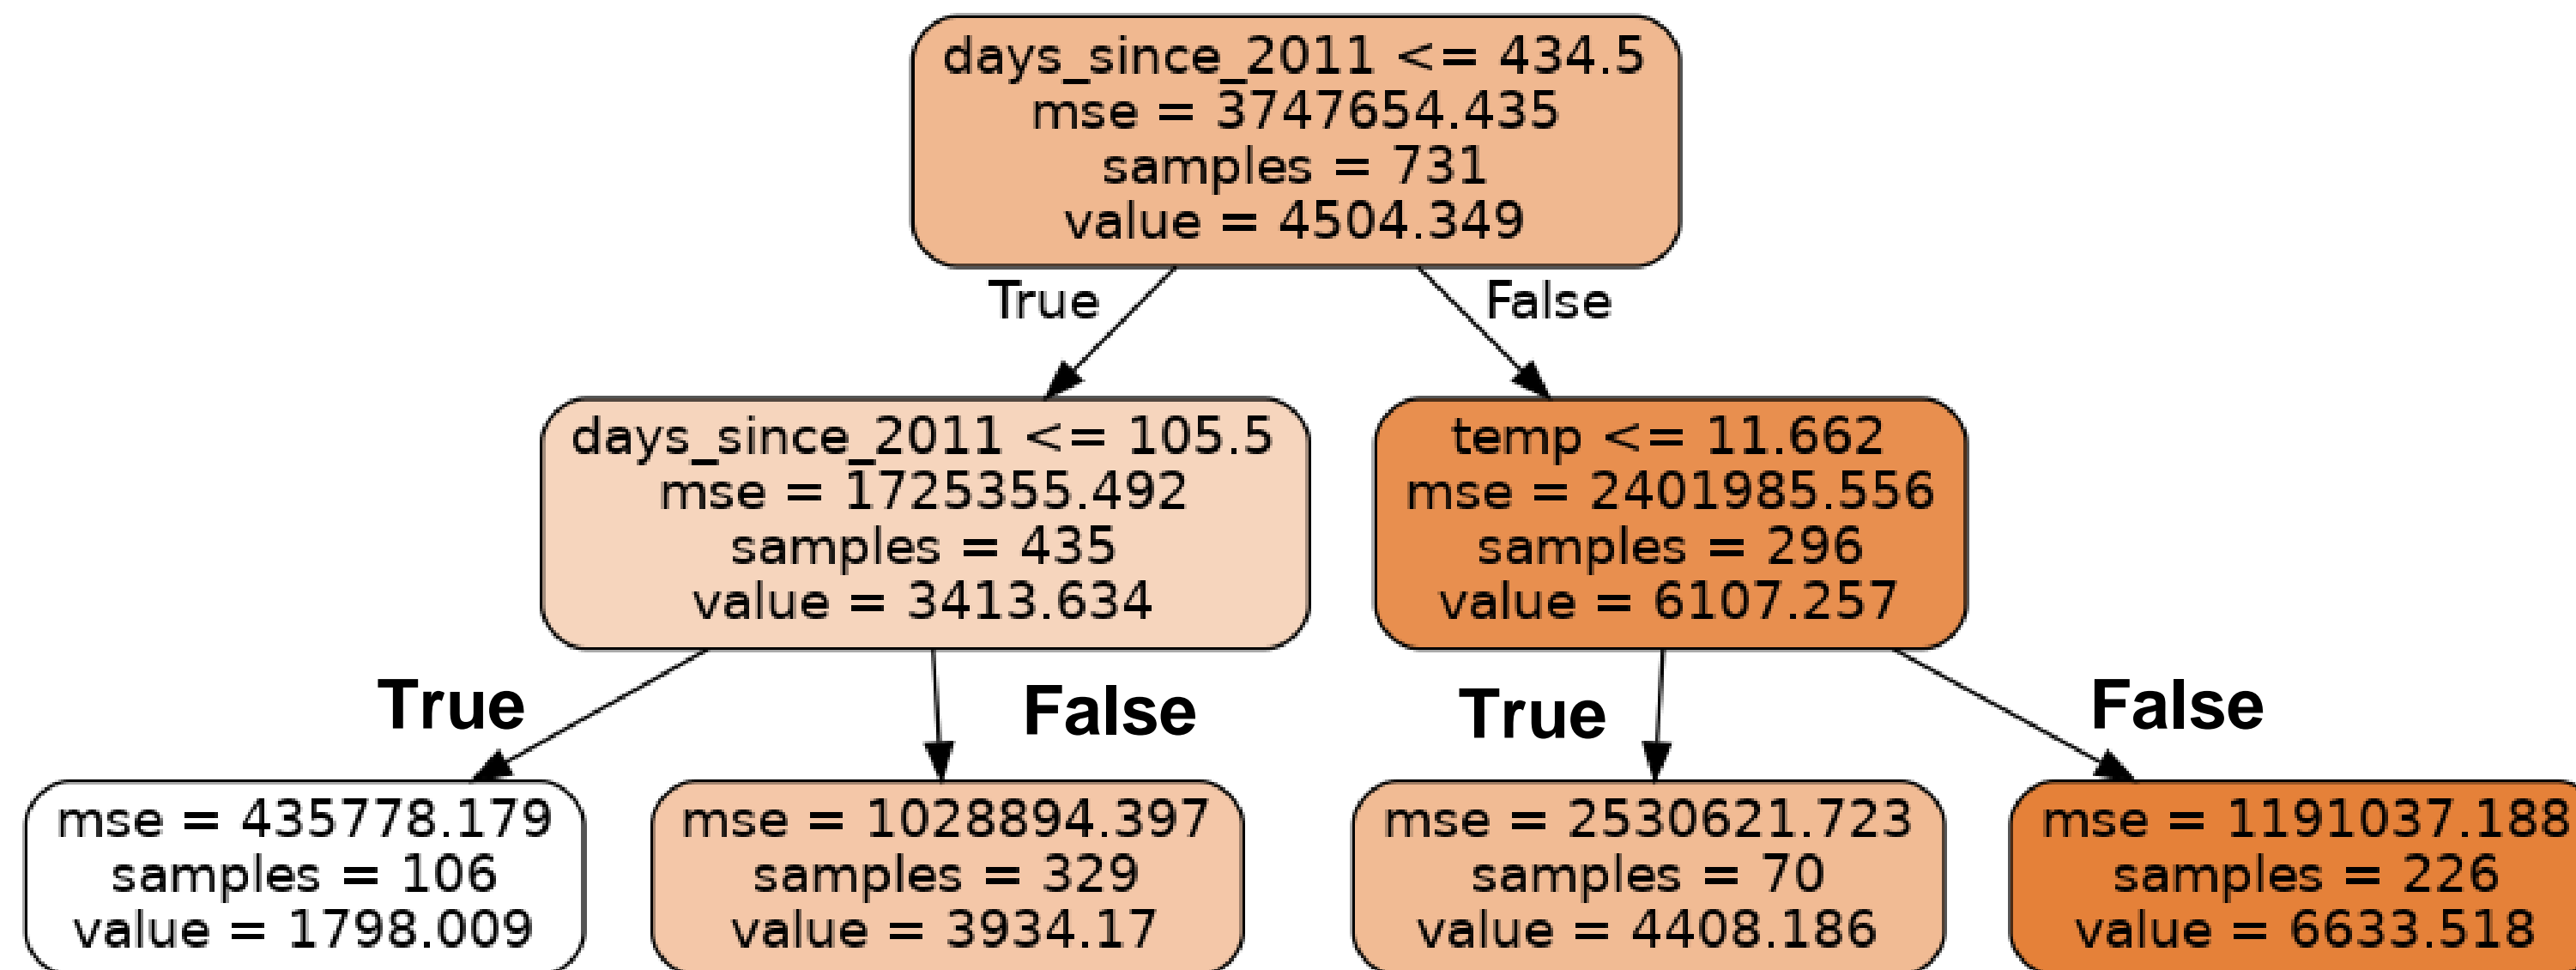 days_since_2011 <= 434.5
mse = 3747654.435
samples = 731
value = 4504.349
True
False
days_since_2011 <= 105.5
mse = 1725355.492
samples = 435
value = 3413.634
temp <= 11.662
mse = 2401985.556
samples = 296
value = 6107.257
True
False
True
False
mse = 435778.179
samples = 106
value = 1798.009
mse = 1028894.397
samples = 329
value = 3934.17
mse = 2530621.723
samples = 70
value = 4408.186
mse = 1191037.188
samples = 226
value = 6633.518